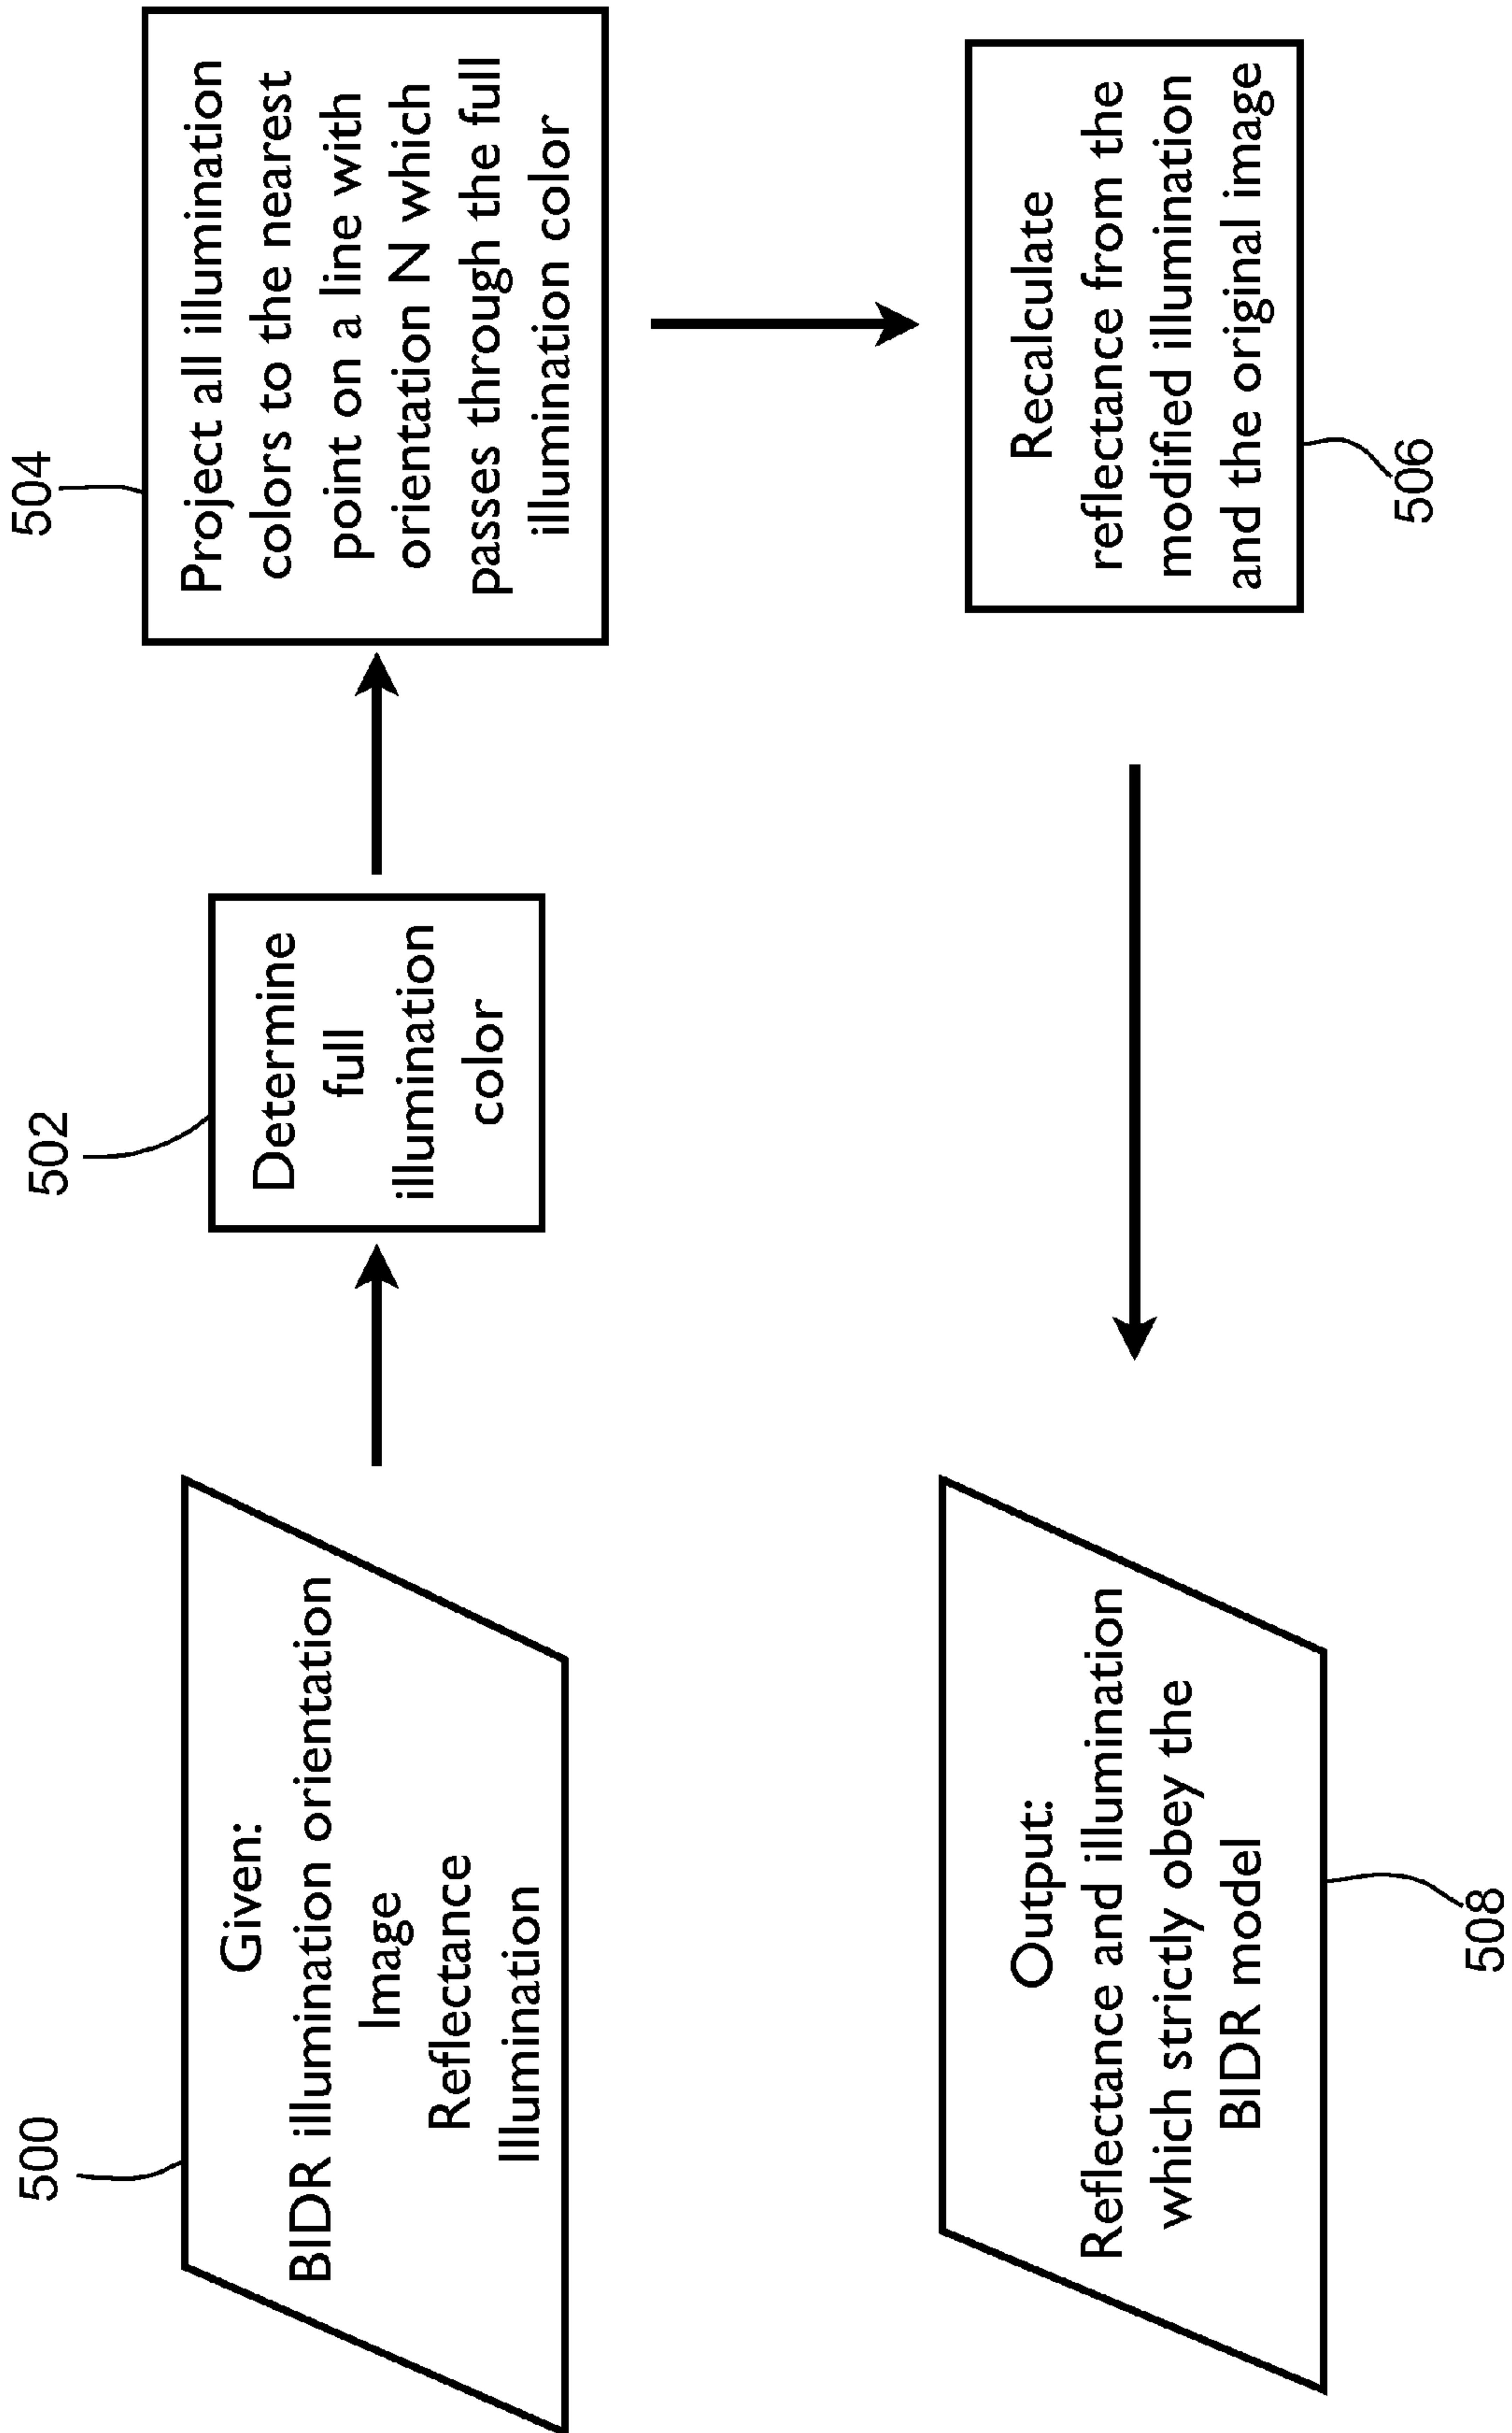 500
Given:
BIDR illumination orientation
Image
Reflectance
Illumination
502
Determine
full
illumination
color
504
Project all illumination
colors to the nearest
point on a line with
orientation N which
passes through the full
illumination color
Recalculate
reflectance from the
modified illumination
and the original image
506
Output:
Reflectance and illumination
which strictly obey the
BIDR model
508